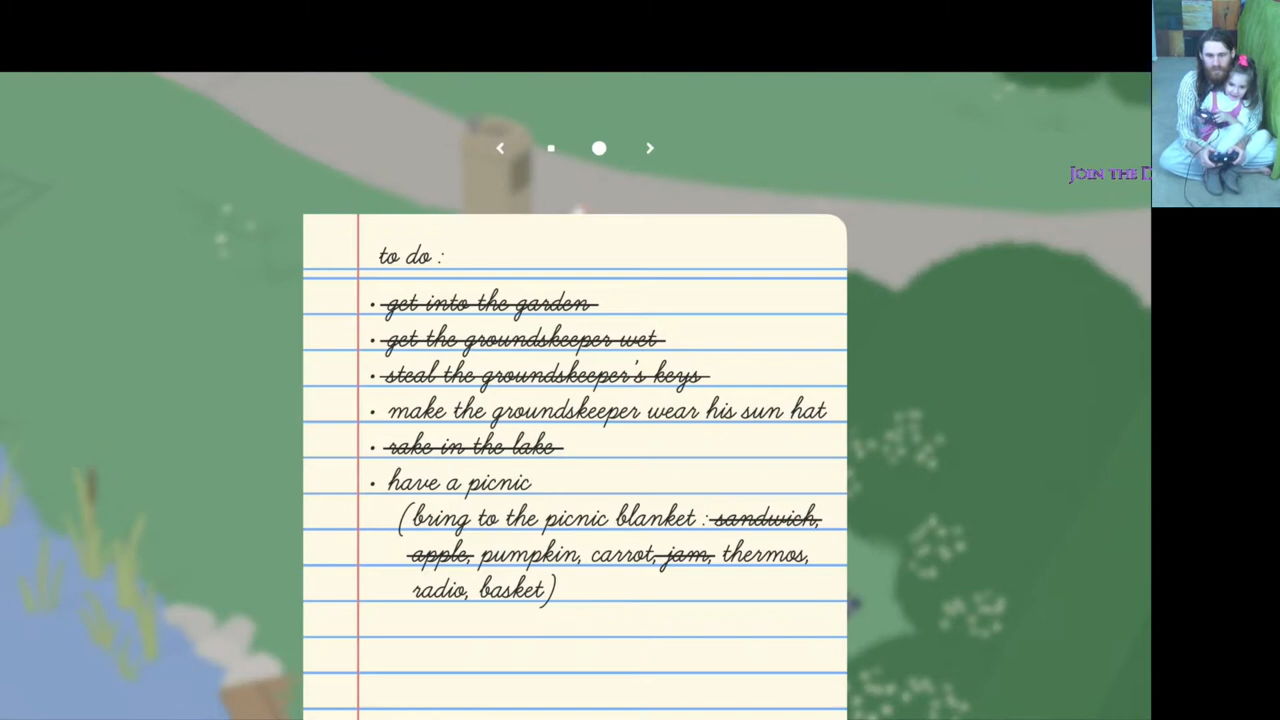 JOIN THE D
to do :
• get into the garden
• get the groundskeeper wet
• steal the groundskeeper's keys
• make the groundskeeper wear his sun hat
• rake in the lake
• have a picnic
(bring to the picnic blanket : sandwich,
apple, pumpkin, carrot, jam, thermos,
radio, basket)